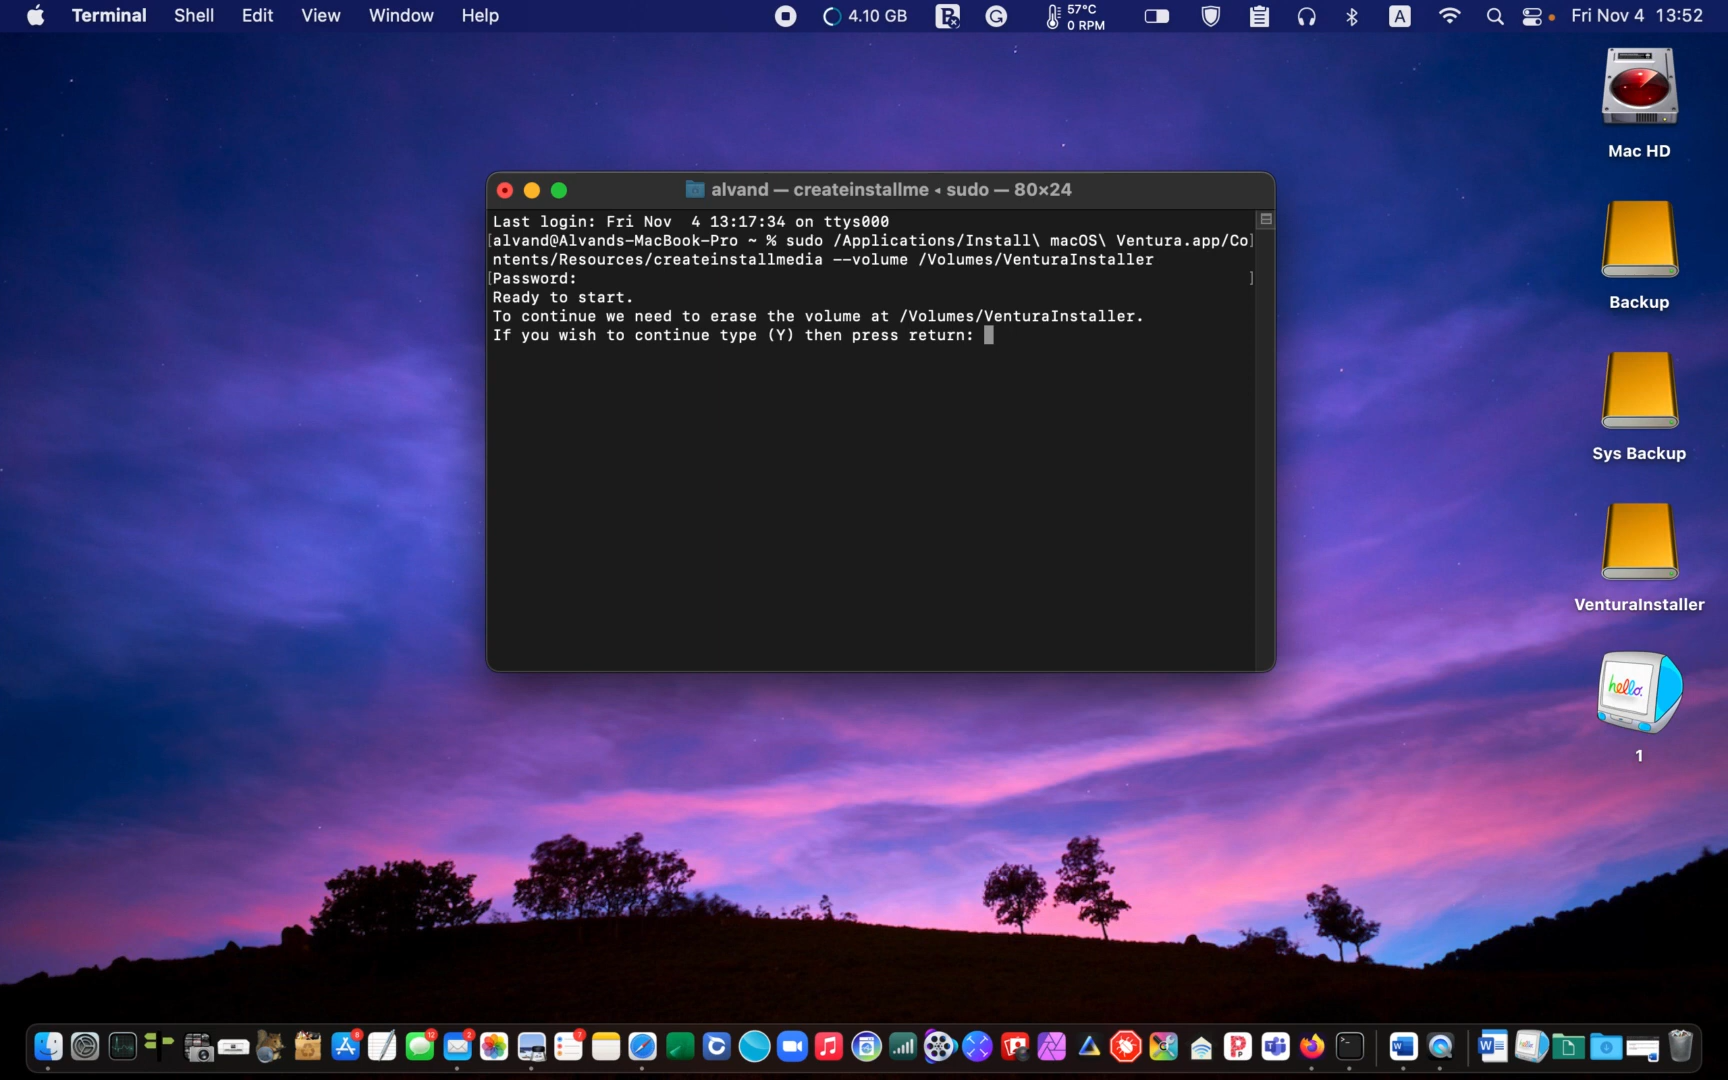 Terminal Shell Edit View Window Help 4.10 GB 57°C 0 RPM A Fri Nov 4 13:52
Mac HD
alvand — createinstallme ◂ sudo — 80×24
Last login: Fri Nov  4 13:17:34 on ttys000
[alvand@Alvands-MacBook-Pro ~ % sudo /Applications/Install\ macOS\ Ventura.app/Co]
ntents/Resources/createinstallmedia --volume /Volumes/VenturaInstaller
[Password: ]
Ready to start.
To continue we need to erase the volume at /Volumes/VenturaInstaller.
If you wish to continue type (Y) then press return:
Backup
Sys Backup
VenturaInstaller
hello.
1